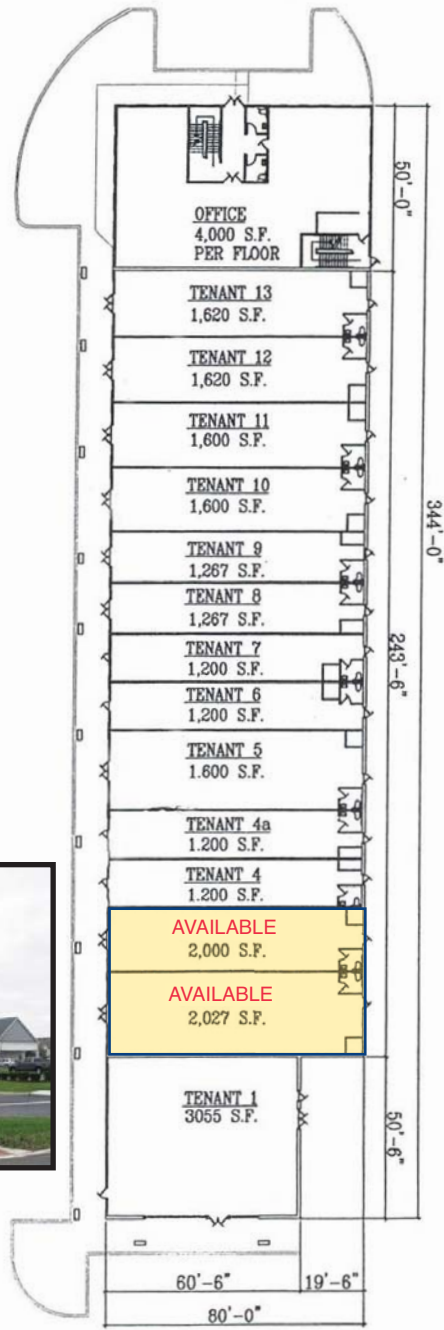 50'-0"
OFFICE
4,000 S.F.
PER FLOOR
TENANT 13
1,620 S.F.
TENANT 12
1,620 S.F.
TENANT 11
1,600 S.F.
TENANT 10
1,600 S.F.
344'-0"
TENANT 9
1,267 S.F.
TENANT 8
1,267 S.F.
243'-6"
TENANT 7
1,200 S.F.
TENANT 6
1,200 S.F.
TENANT 5
1.600 S.F.
TENANT 4a
1.200 S.F.
TENANT 4
1.200 S.F.
AVAILABLE
2,000 S.F.
AVAILABLE
2,027 S.F.
TENANT 1
3055 S.F.
50'-6"
60'-6"
19'-6"
80'-0"